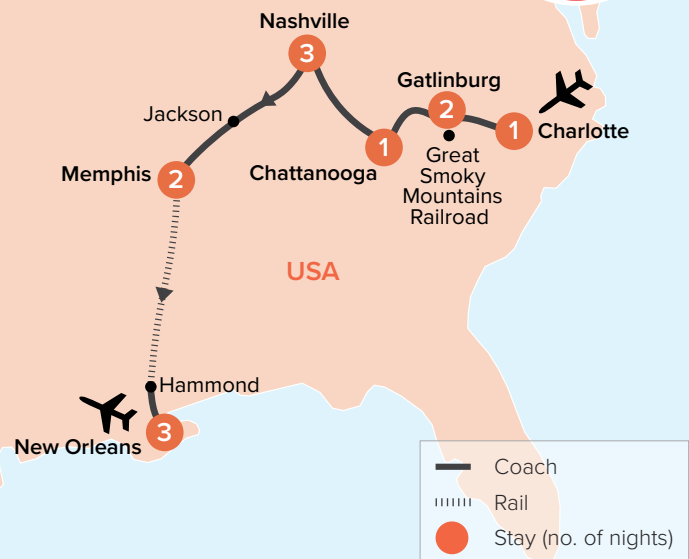 Nashville
3
Gatlinburg
2
Jackson
1
Charlotte
1
Chattanooga
Memphis
2
Great
Smoky
Mountains
Railroad
USA
Hammond
3
New Orleans
Coach
Rail
Stay (no. of nights)